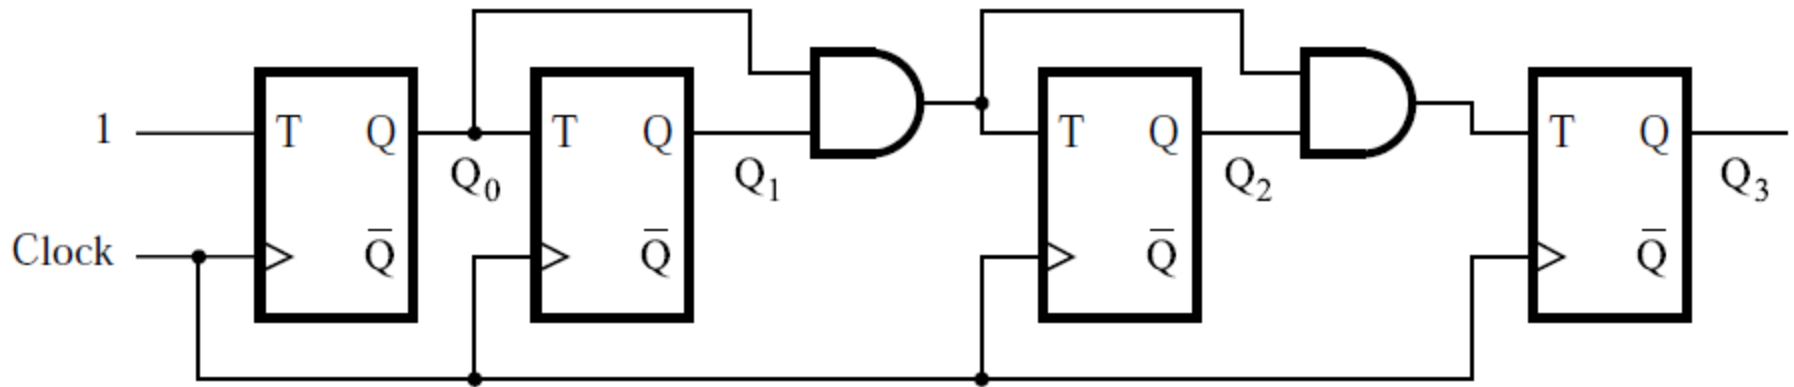 1 T Q T Q T Q T Q
Q₀ Q₁ Q₂ Q₃
Clock Q̅ Q̅ Q̅ Q̅